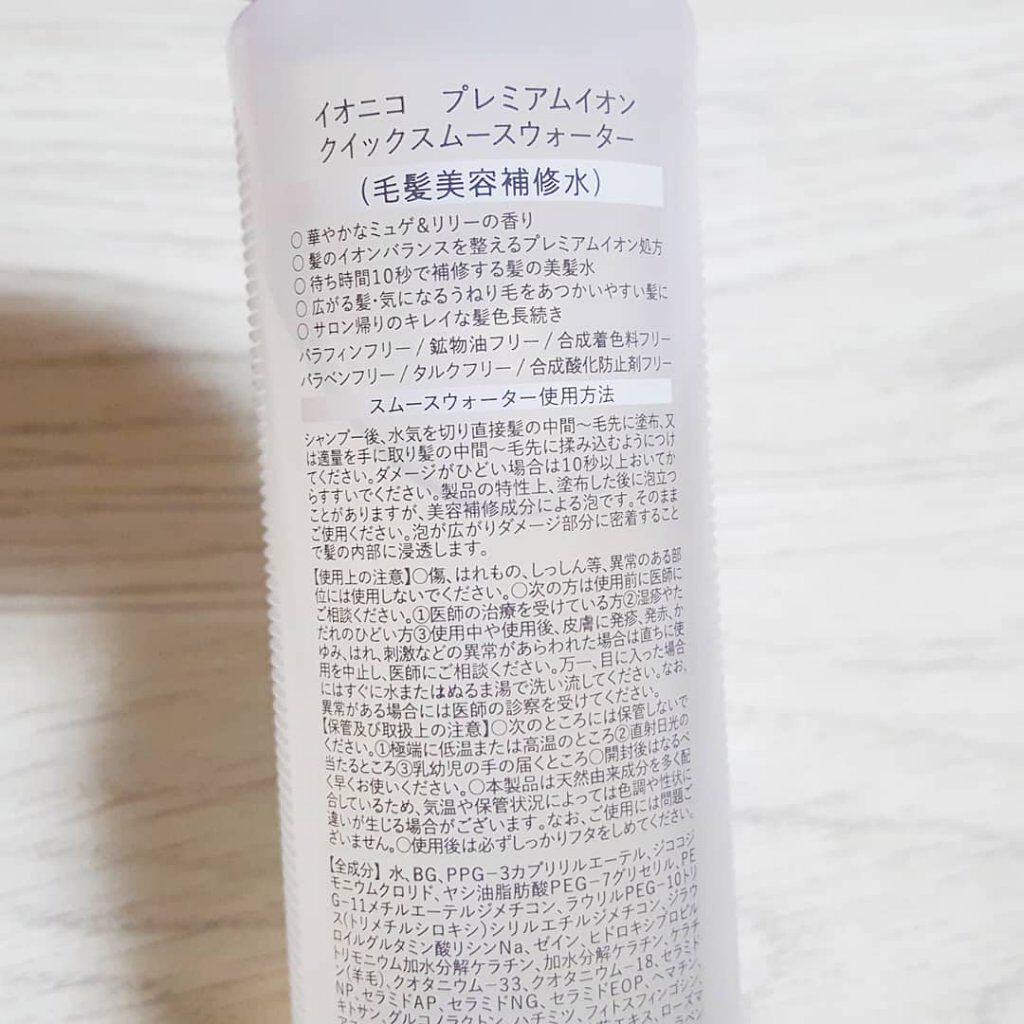 イオニコ プレミアムイオン
クイックスムースウォーター
(毛髪美容補修水)
○華やかなミュゲ&リリーの香り
○髪のイオンバランスを整えるプレミアムイオン処方
○待ち時間10秒で補修する髪の美髪水
○広がる髪・気になるうねり毛をあつかいやすい髪に
○サロン帰りのキレイな髪色長続き
パラフィンフリー/鉱物油フリー/合成着色料フリー
パラベンフリー/タルクフリー/合成酸化防止剤フリー
スムースウォーター使用方法
シャンプー後、水気を切り直接髪の中間〜毛先に塗布、又
は適量を手に取り髪の中間〜毛先に揉み込むようにつけ
てください。ダメージがひどい場合は10秒以上おいてか
らすすいでください。製品の特性上、塗布した後に泡立つ
ことがありますが、美容補修成分による泡です。そのまま
ご使用ください。泡が広がりダメージ部分に密着すること
で髪の内部に浸透します。
【使用上の注意】○傷、はれもの、しっしん等、異常のある部
位には使用しないでください。○次の方は使用前に医師に
ご相談ください。①医師の治療を受けている方②湿疹やた
だれのひどい方③使用中や使用後、皮膚に発疹、発赤、か
ゆみ、はれ、刺激などの異常があらわれた場合は直ちに使
用を中止し、医師にご相談ください。万一、目に入った場合
にはすぐに水またはぬるま湯で洗い流してください。なお、
異常がある場合には医師の診察を受けてください。
【保管及び取扱上の注意】○次のところには保管しないで
ください。①極端に低温または高温のところ②直射日光の
当たるところ③乳幼児の手の届くところ○開封後はなるべ
く早くお使いください。○本製品は天然由来成分を多く配
合しているため、気温や保管状況によっては色調や性状に
違いが生じる場合がございます。なお、ご使用には問題ご
ざいません。○使用後は必ずしっかりフタをしめてください。
【全成分】水、BG、PPG-3カプリリルエーテル、ジココジ
モニウムクロリド、ヤシ油脂肪酸PEG-7グリセリル、PE
G-11メチルエーテルジメチコン、ラウリルPEG-10トリ
ス(トリメチルシロキシ)シリルエチルジメチコン、ジラウ
ロイルグルタミン酸リシンNa、ゼイン、ヒドロキシプロピル
トリモニウム加水分解ケラチン、加水分解ケラチン、ケラチ
ン(羊毛)、クオタニウム-33、クオタニウム-18、セラミド
NP、セラミドAP、セラミドNG、セラミドEOP、ヘマチン、
キトサン、グルコノラクトン、ハチミツ、フィトスフィンゴシン、
エキス、ローズマ